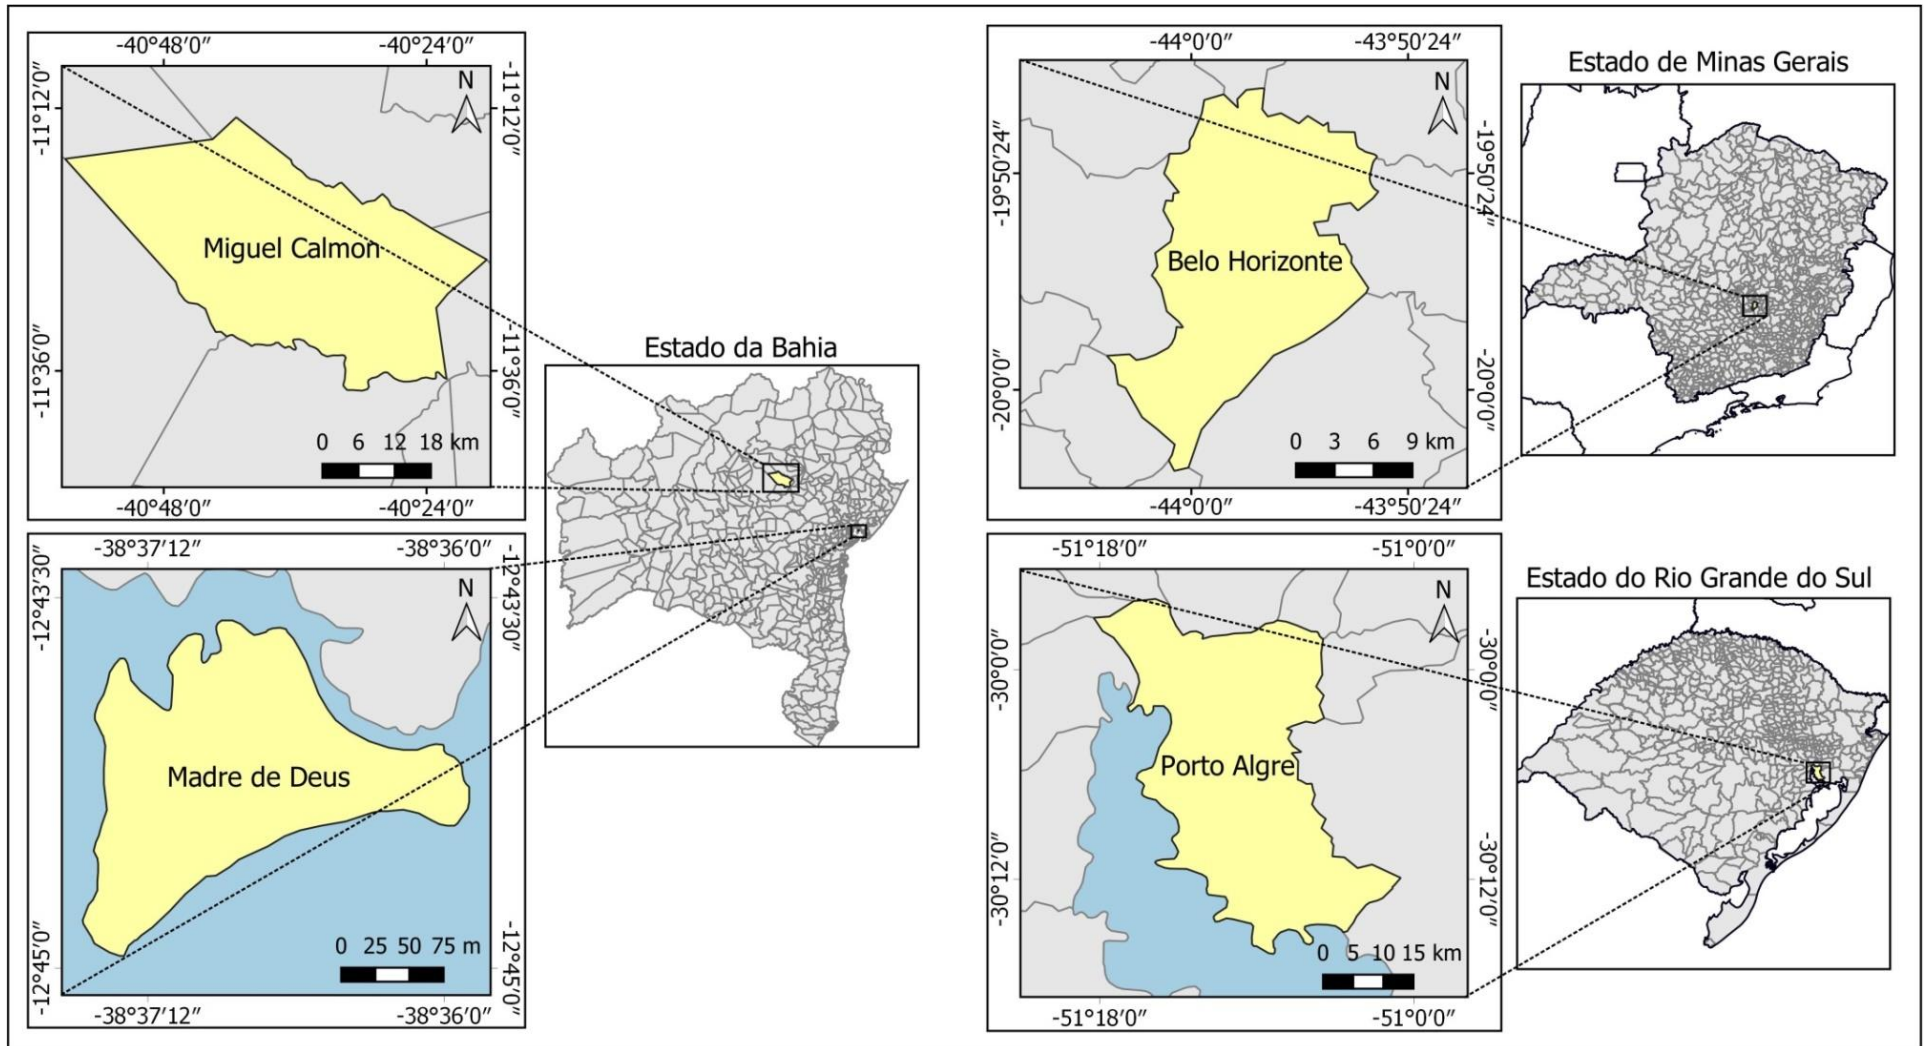 -40°48'0" -40°24'0"
-11°12'0"
N
-11°12'0"
Miguel Calmon
-11°36'0"
-11°36'0"
0 6 12 18 km
-40°48'0" -40°24'0"
-38°37'12" -38°36'0"
-12°43'30"
N
-12°43'30"
Madre de Deus
-12°45'0"
0 25 50 75 m
-12°45'0"
-38°37'12" -38°36'0"
Estado da Bahia
-44°0'0" -43°50'24"
N
-19°50'24"
-19°50'24"
Belo Horizonte
-20°0'0"
-20°0'0"
0 3 6 9 km
-44°0'0" -43°50'24"
Estado de Minas Gerais
-51°18'0" -51°0'0"
N
-30°0'0"
-30°0'0"
Porto Algre
-30°12'0"
-30°12'0"
0 5 10 15 km
-51°18'0" -51°0'0"
Estado do Rio Grande do Sul